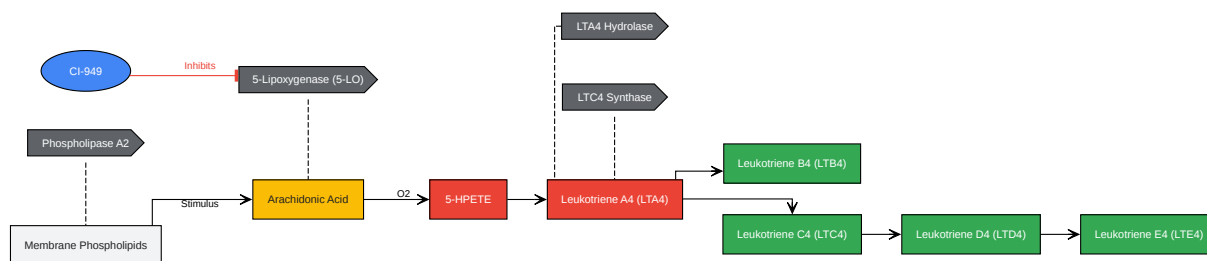 LTA4 Hydrolase
CI-949
Inhibits
5-Lipoxygenase (5-LO)
LTC4 Synthase
Phospholipase A2
Leukotriene B4 (LTB4)
Stimulus
Arachidonic Acid
O2
5-HPETE
Leukotriene A4 (LTA4)
Membrane Phospholipids
Leukotriene C4 (LTC4)
Leukotriene D4 (LTD4)
Leukotriene E4 (LTE4)